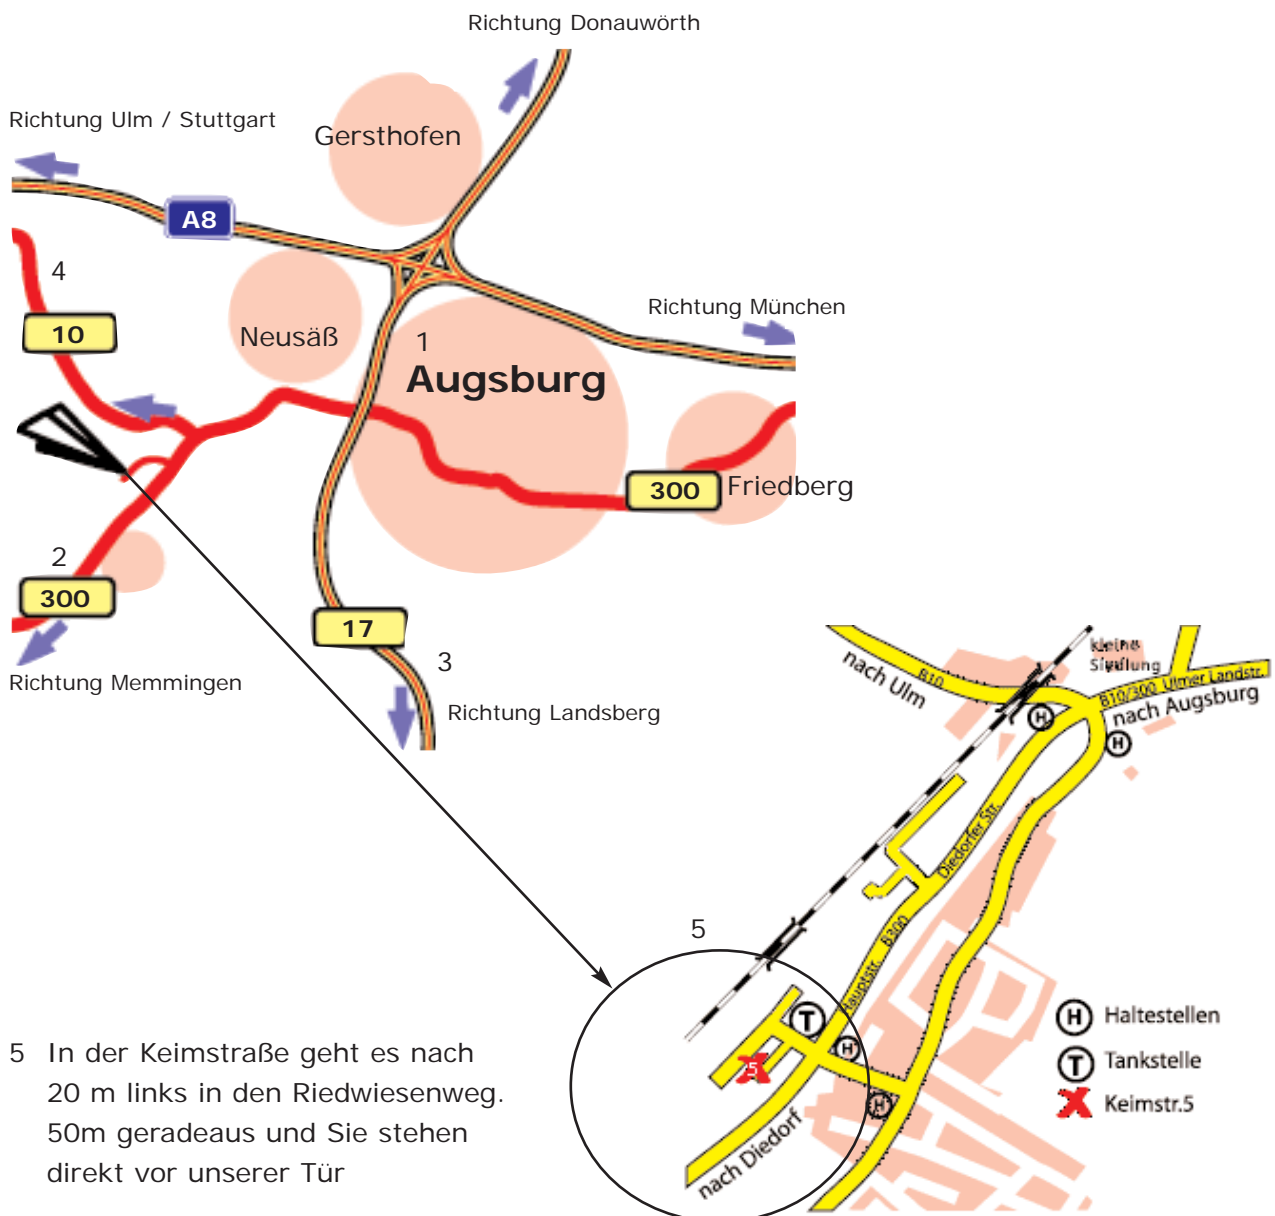 Richtung Donauwörth
Richtung Ulm / Stuttgart
Gersthofen
A8
4
10
Neusäß
Richtung München
1
Augsburg
300
Friedberg
2
300
17
3
Richtung Memmingen
Richtung Landsberg
kleine
Siedlung
nach Ulm
B10
B10/300 Ulmer Landstr.
nach Augsburg
H
H
Diedorfer Str.
B300
Hauptstr.
5
T
H
5
H
nach Diedorf
H Haltestellen
T Tankstelle
Keimstr.5
5 In der Keimstraße geht es nach
20 m links in den Riedwiesenweg.
50m geradeaus und Sie stehen
direkt vor unserer Tür